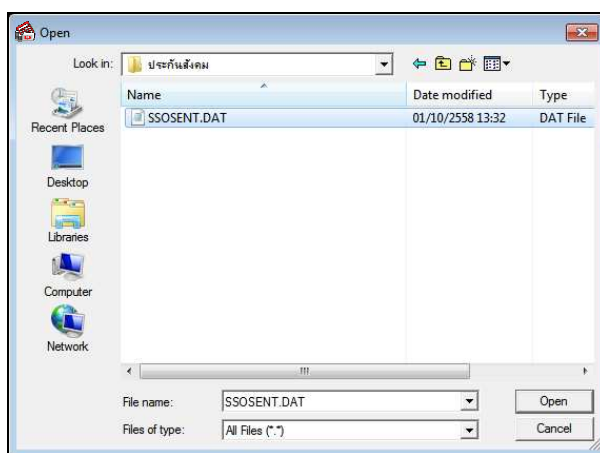 Open
Look in: ประกันสังคม
Name Date modified Type
SSOSENT.DAT 01/10/2558 13:32 DAT File
Recent Places
Desktop
Libraries
Computer
Network
File name: SSOSENT.DAT Open
Files of type: All Files (*.*) Cancel